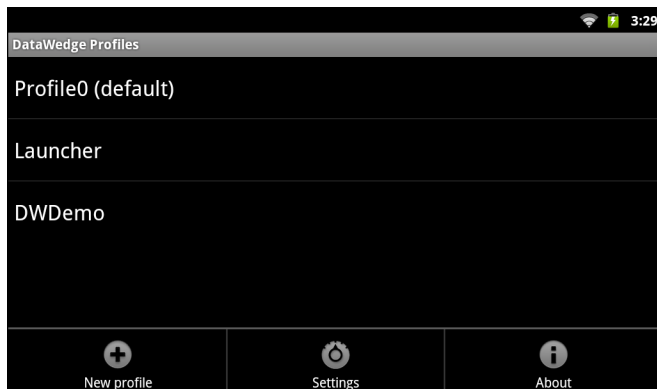 3:29
DataWedge Profiles
Profile0 (default)
Launcher
DWDemo
New profile
Settings
About